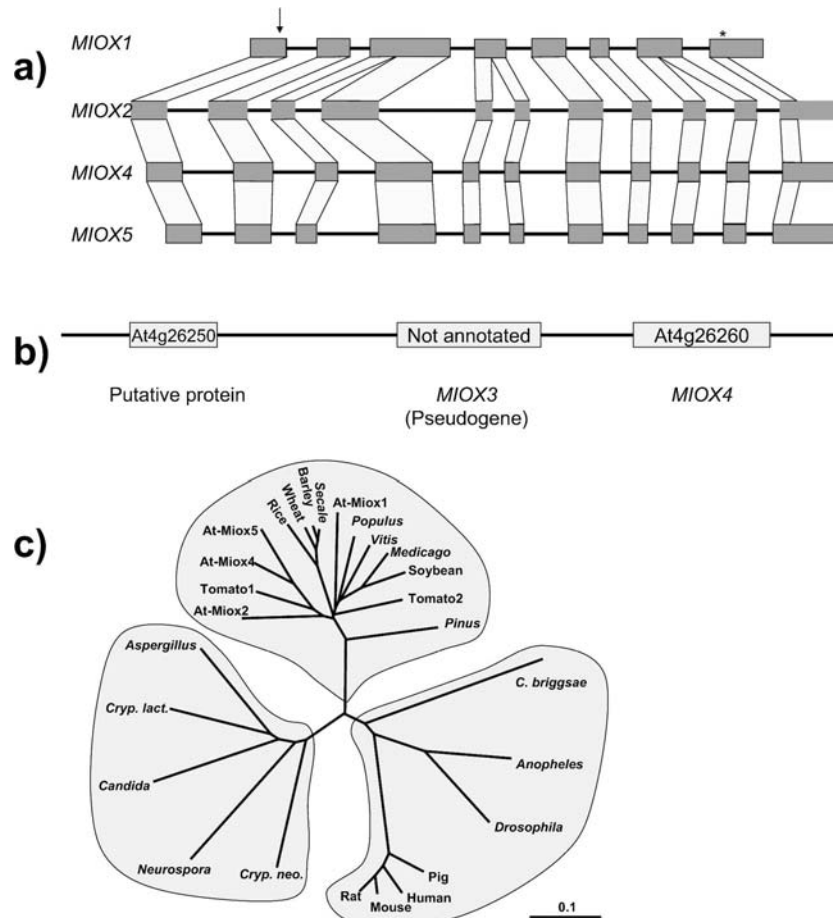 a)
MIOX1
*
MIOX2
MIOX4
MIOX5
b)
At4g26250
Not annotated
At4g26260
Putative protein
MIOX3
(Pseudogene)
MIOX4
c)
Rice
Wheat
Barley
Secale
At-Miox1
Populus
Vitis
Medicago
Soybean
Tomato2
Pinus
At-Miox5
At-Miox4
Tomato1
At-Miox2
Aspergillus
Cryp. lact.
Candida
Neurospora
Cryp. neo.
C. briggsae
Anopheles
Drosophila
Pig
Human
Mouse
Rat
0.1